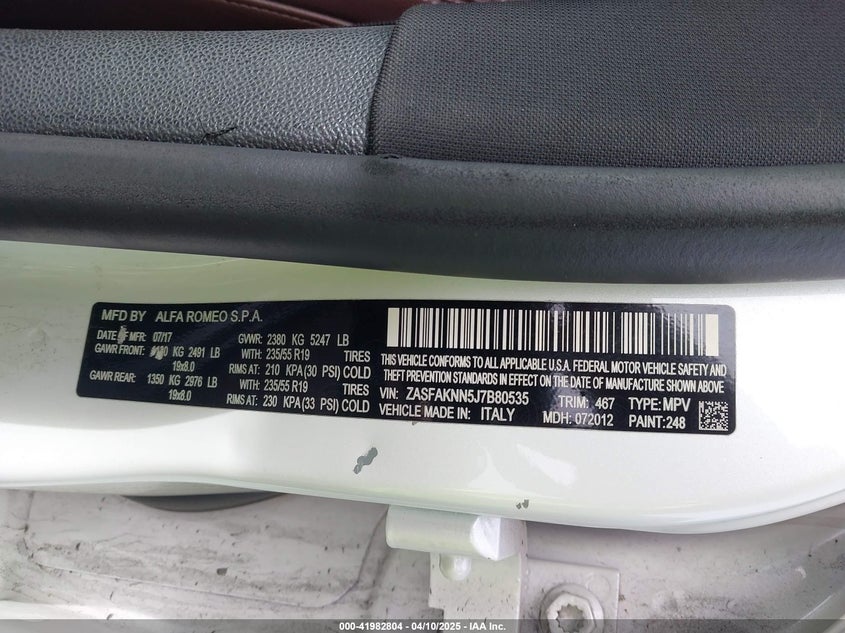 MFD BY ALFA ROMEO S.P.A.
DATE OF MFR: 07/17 GVWR: 2380 KG 5247 LB
GAWR FRONT: KG 2491 LB WITH: 235/55 R19 TIRES
19x8.0 RIMS AT: 210 KPA(30 PSI) COLD
GAWR REAR: 1350 KG 2976 LB WITH: 235/55 R19 TIRES
19x8.0 RIMS AT: 230 KPA(33 PSI) COLD
THIS VEHICLE CONFORMS TO ALL APPLICABLE U.S.A. FEDERAL MOTOR VEHICLE SAFETY AND
THEFT PREVENTION STANDARDS IN EFFECT ON THE DATE OF MANUFACTURE SHOWN ABOVE.
VIN: ZASFAKNN5J7B80535 TRIM: 467 TYPE: MPV
VEHICLE MADE IN: ITALY MDH: 072012 PAINT:248
000-41982804 - 04/10/2025 - IAA Inc.